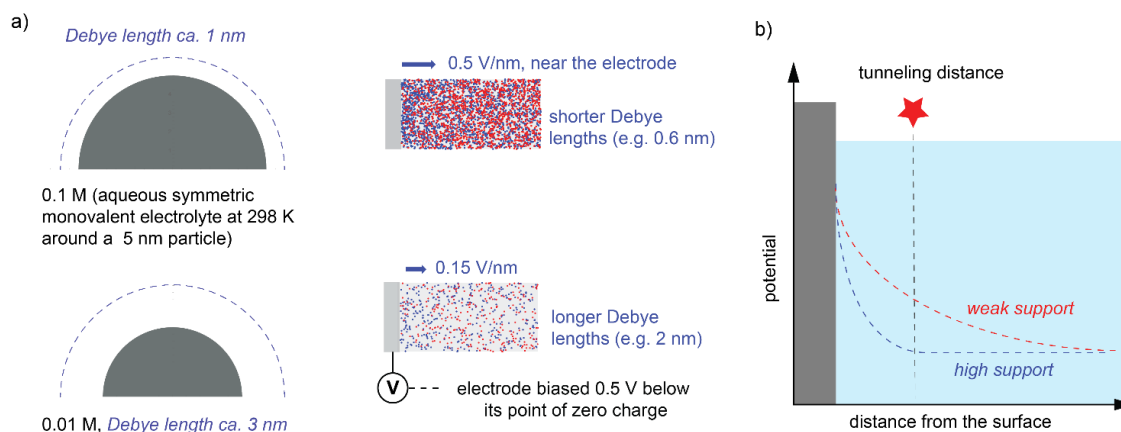 a)
Debye length ca. 1 nm
0.1 M (aqueous symmetric
monovalent electrolyte at 298 K
around a 5 nm particle)
0.01 M, Debye length ca. 3 nm
0.5 V/nm, near the electrode
shorter Debye
lengths (e.g. 0.6 nm)
0.15 V/nm
longer Debye
lengths (e.g. 2 nm)
V
electrode biased 0.5 V below
its point of zero charge
b)
tunneling distance
potential
weak support
high support
distance from the surface